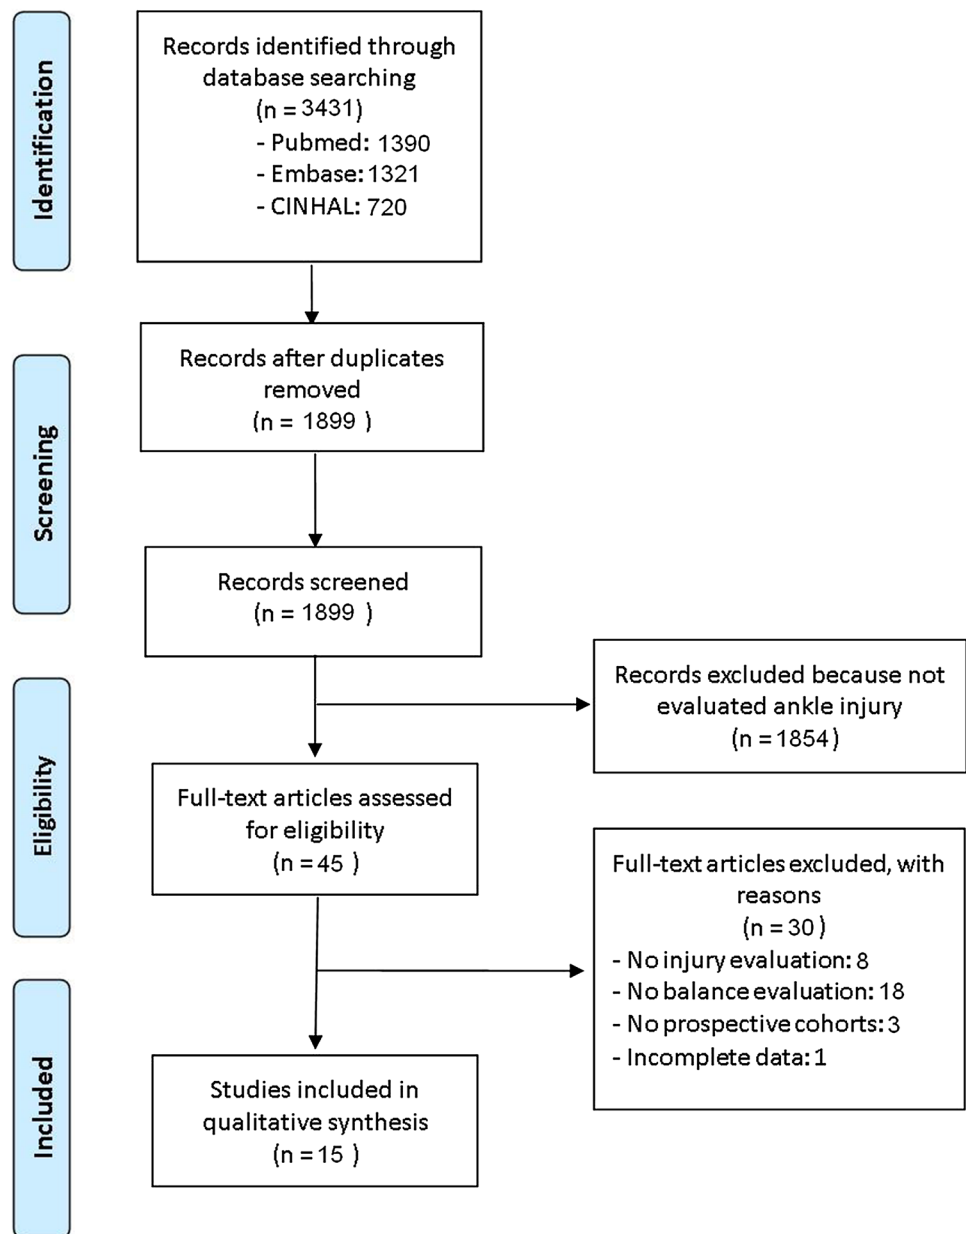 Identification
Records identified through
database searching
(n = 3431)
- Pubmed: 1390
- Embase: 1321
- CINHAL: 720
Screening
Records after duplicates
removed
(n = 1899 )
Records screened
(n = 1899 )
Records excluded because not
evaluated ankle injury
(n = 1854)
Eligibility
Full-text articles assessed
for eligibility
(n = 45 )
Full-text articles excluded, with
reasons
(n = 30 )
- No injury evaluation: 8
- No balance evaluation: 18
- No prospective cohorts: 3
- Incomplete data: 1
Included
Studies included in
qualitative synthesis
(n = 15 )